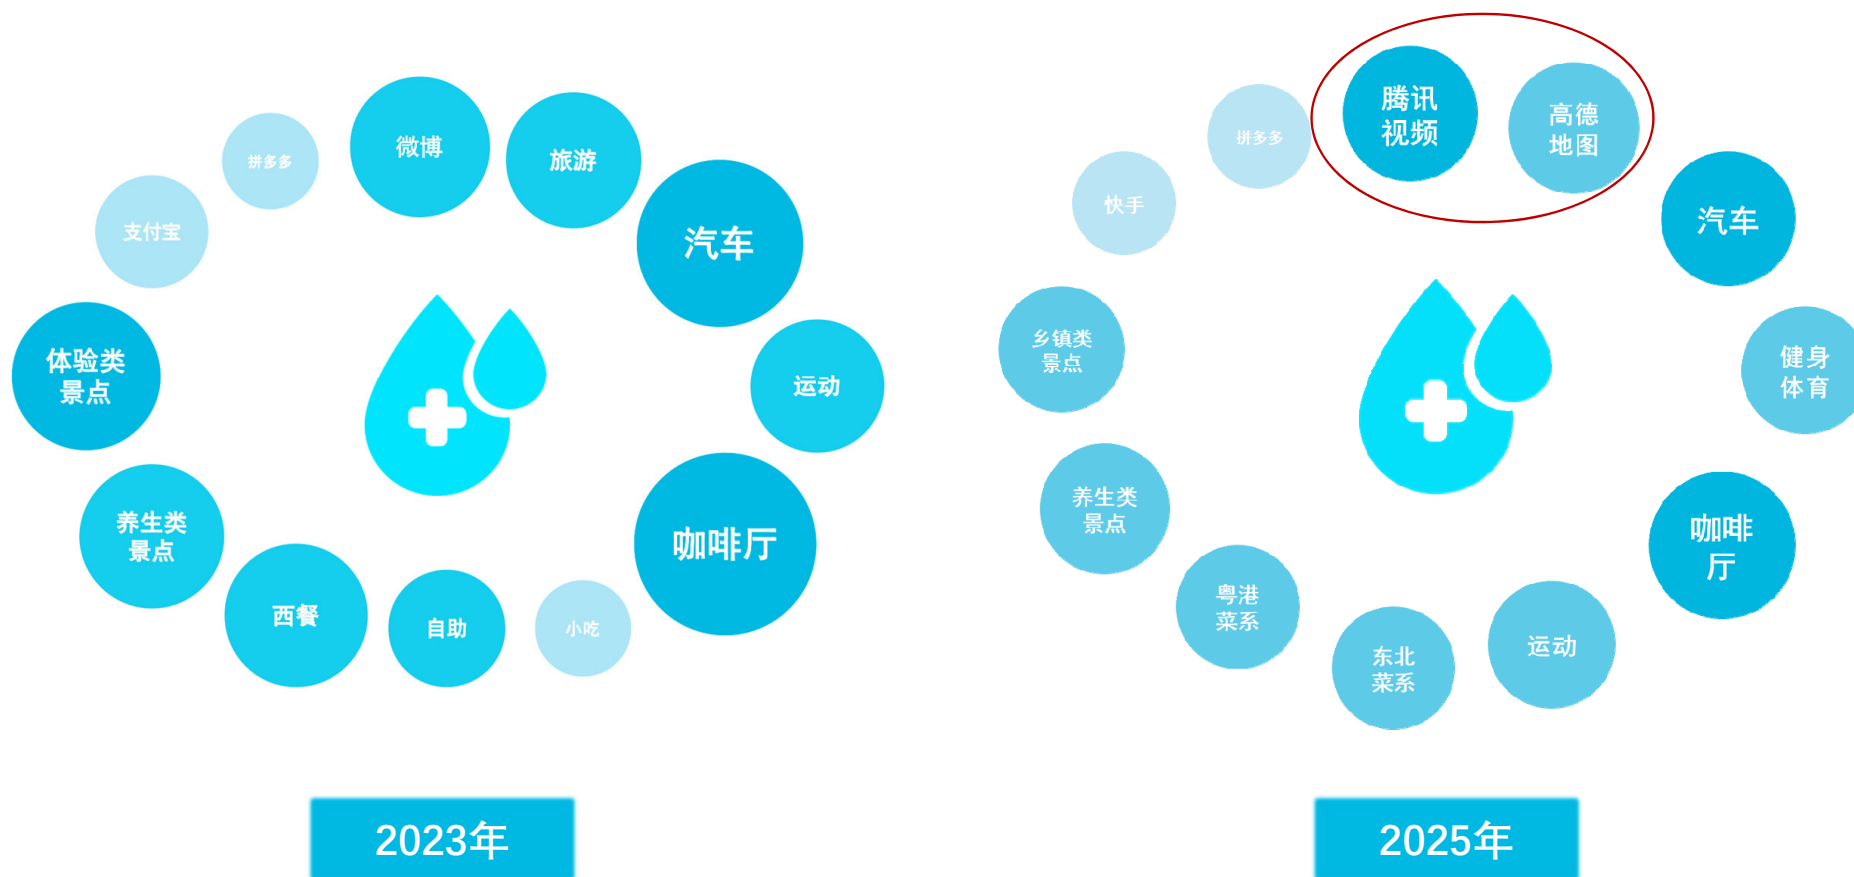 微博
旅游
汽车
运动
咖啡厅
小吃
自助
西餐
养生类
景点
体验类
景点
支付宝
拼多多
2023年
腾讯
视频
高德
地图
汽车
健身
体育
咖啡
厅
运动
东北
菜系
粤港
菜系
养生类
景点
乡镇类
景点
快手
拼多多
2025年